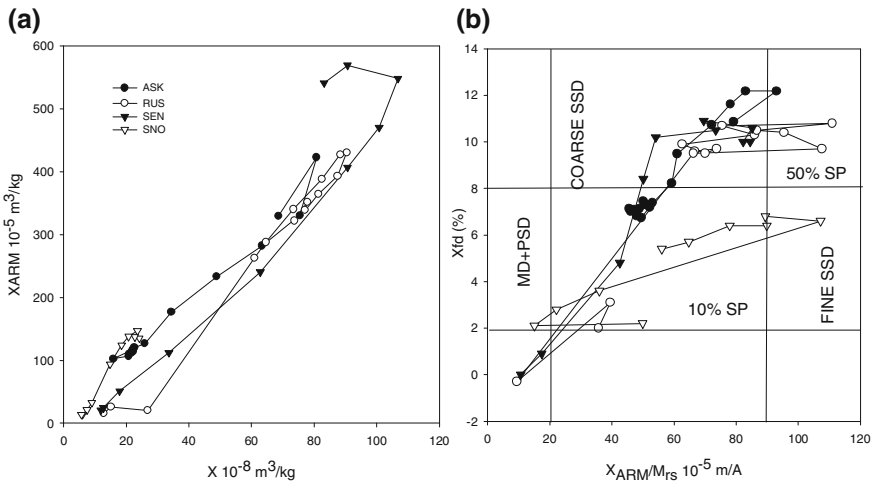 (a)
600
500
400
300
200
100
0
XARM 10⁻⁵ m³/kg
ASK
RUS
SEN
SNO
0 20 40 60 80 100 120
X 10⁻⁸ m³/kg
(b)
14
12
10
8
6
4
2
0
-2
Xfd (%)
COARSE SSD
MD+PSD
50% SP
10% SP
FINE SSD
0 20 40 60 80 100 120
X_ARM/M_rs 10⁻⁵ m/A